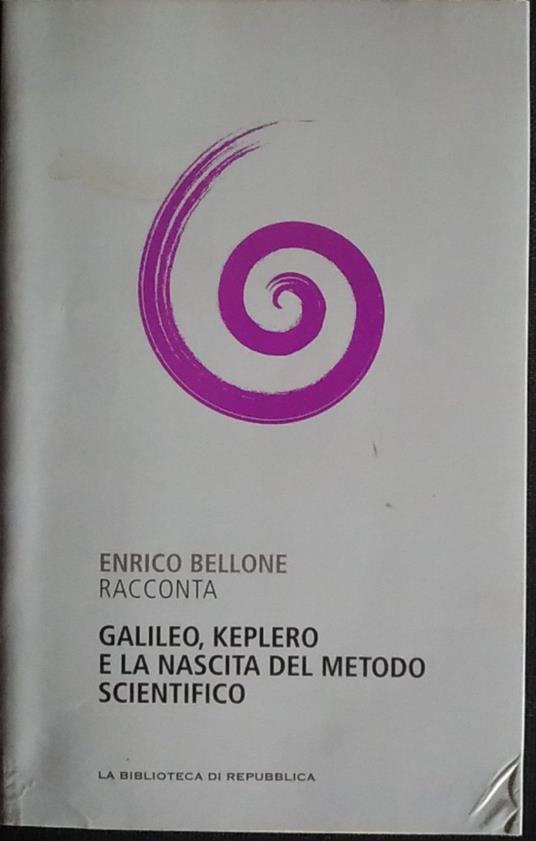 ENRICO BELLONE
RACCONTA
GALILEO, KEPLERO
E LA NASCITA DEL METODO
SCIENTIFICO
LA BIBLIOTECA DI REPUBBLICA